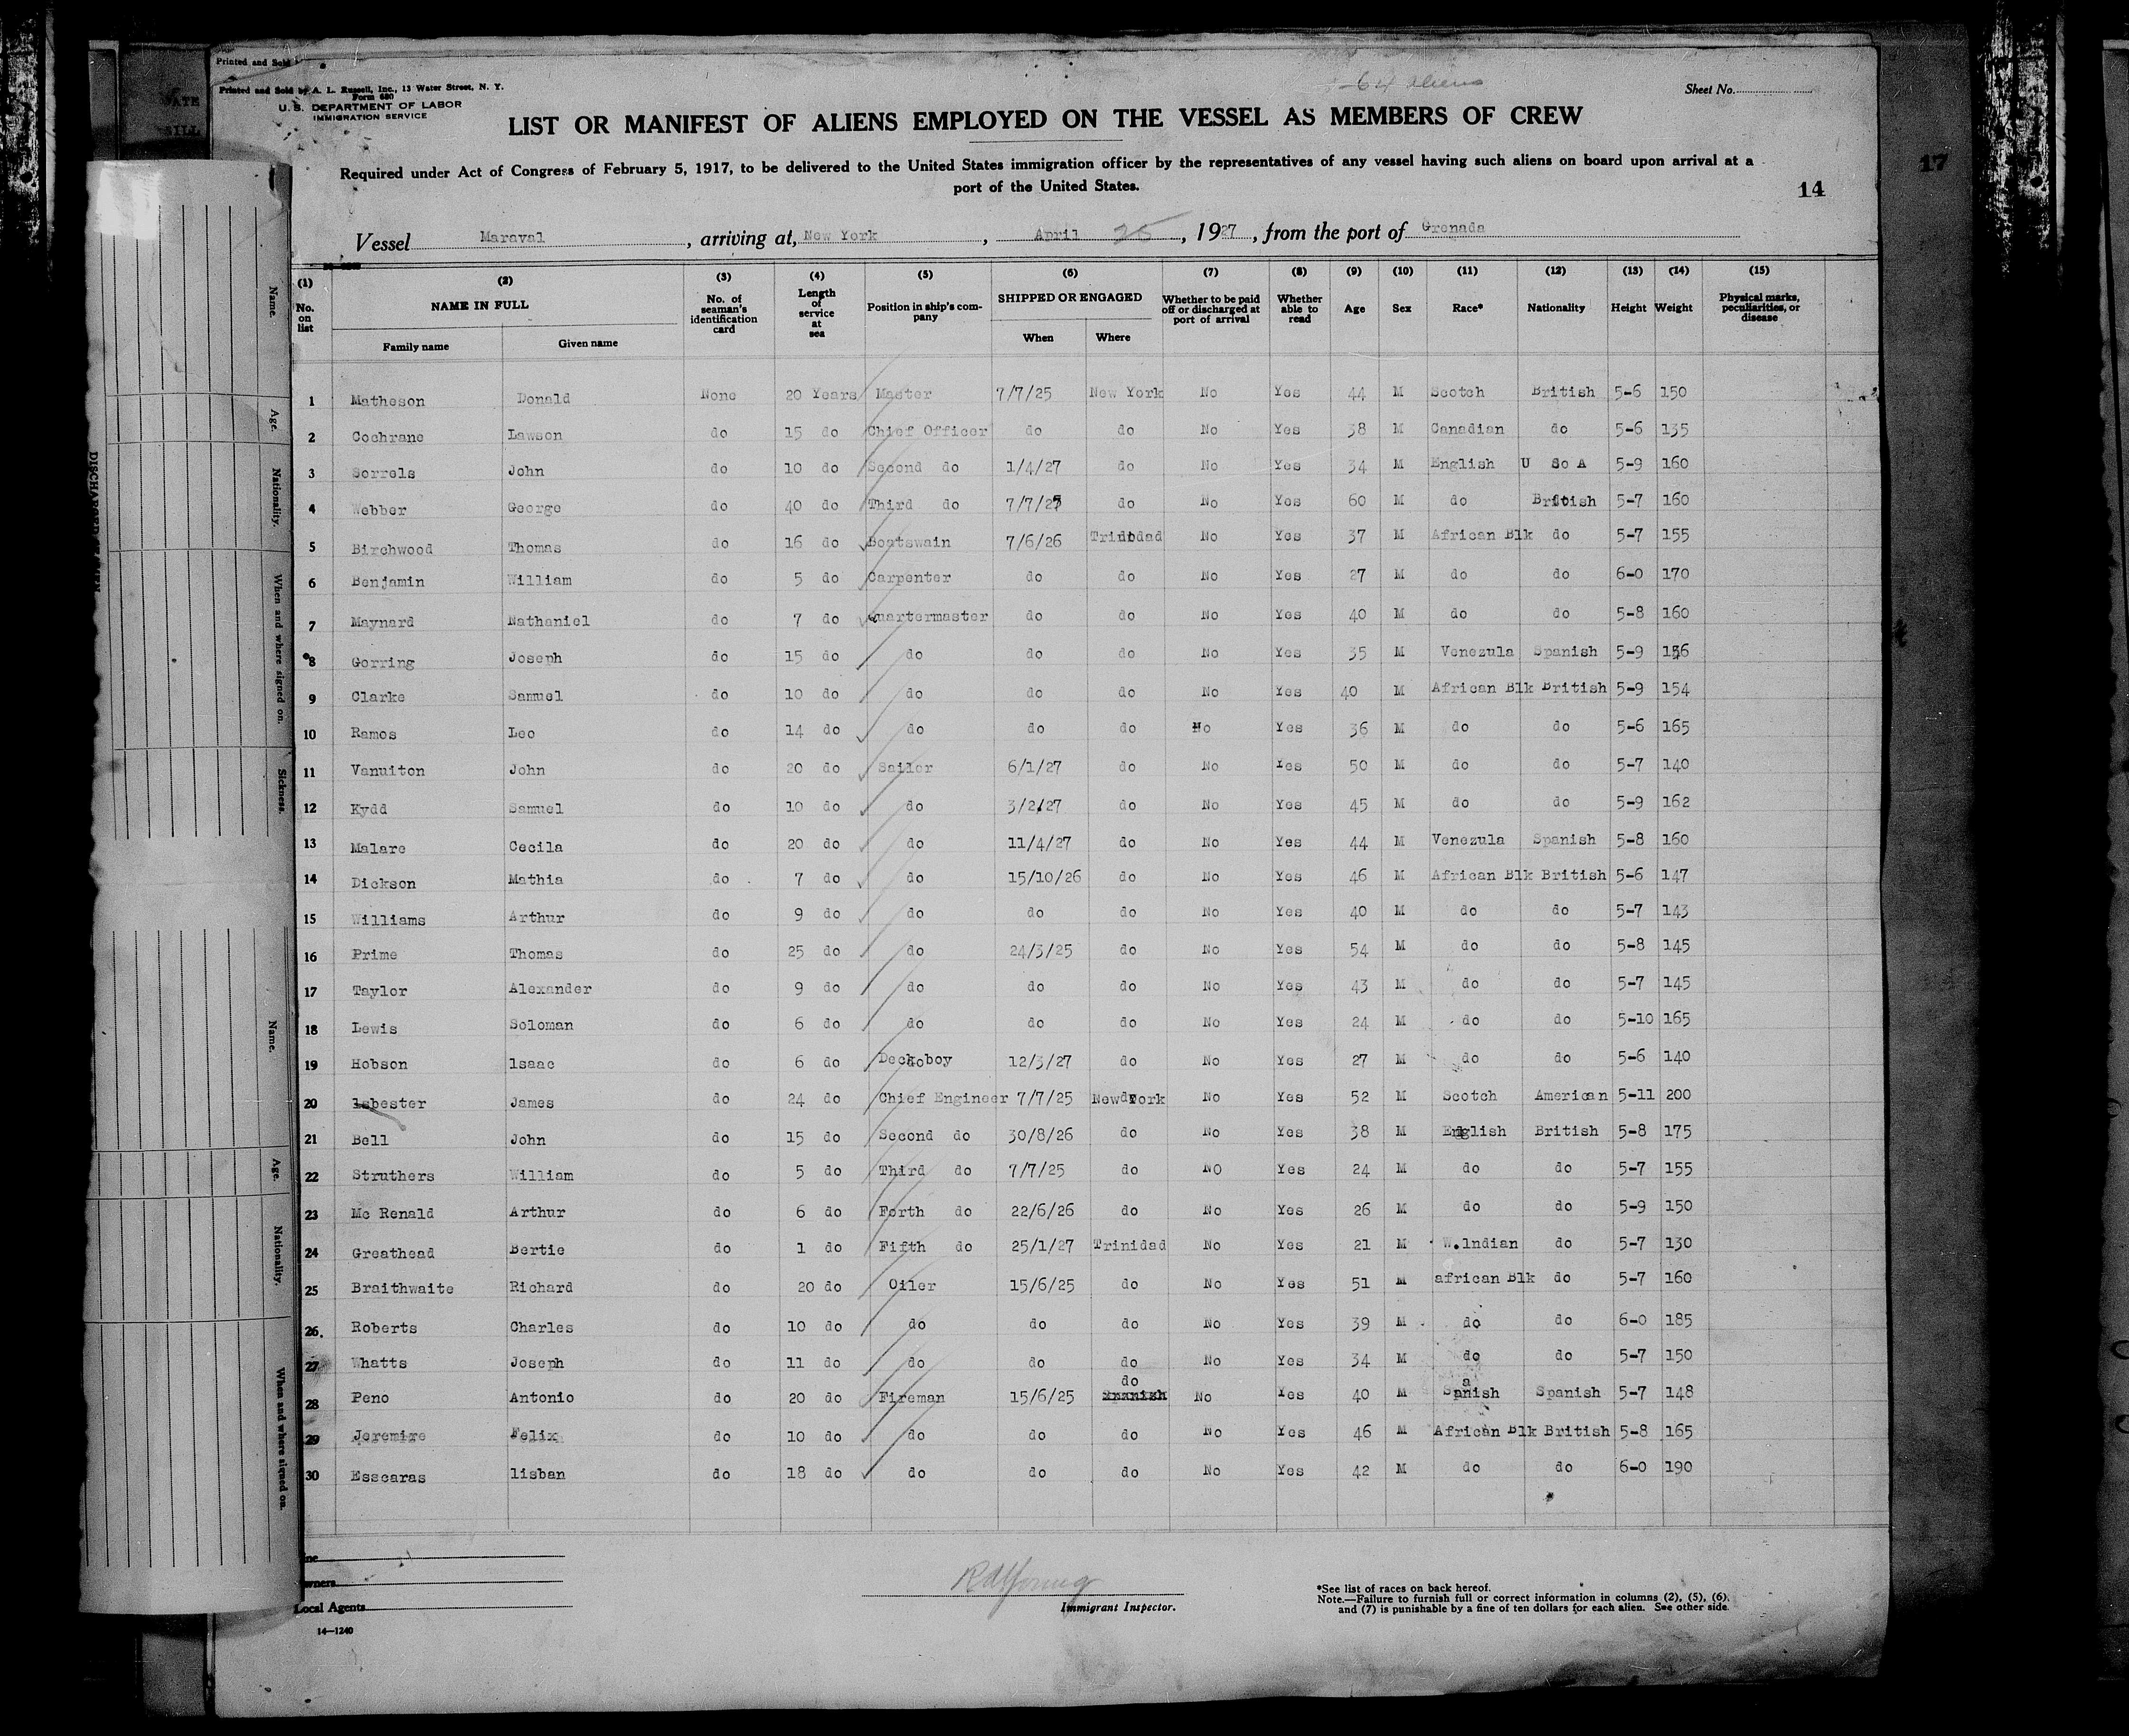 Printed and Sold
Printed and Sold by A. L. Russell, Inc., 13 Water Street, N. Y.
Form 680
U. S. DEPARTMENT OF LABOR
IMMIGRATION SERVICE
64 aliens
Sheet No.
LIST OR MANIFEST OF ALIENS EMPLOYED ON THE VESSEL AS MEMBERS OF CREW
Required under Act of Congress of February 5, 1917, to be delivered to the United States immigration officer by the representatives of any vessel having such aliens on board upon arrival at a
port of the United States.
14
17
Vessel Maraval, arriving at, New York, April 25, 1927, from the port of Grenada
(1) (2) (3) (4) (5) (6) (7) (8) (9) (10) (11) (12) (13) (14) (15)
No. on list NAME IN FULL Family name Given name No. of seaman's identification card Length of service at sea Position in ship's company SHIPPED OR ENGAGED When Where Whether to be paid off or discharged at port of arrival Whether able to read Age Sex Race* Nationality Height Weight Physical marks, peculiarities, or disease
1 Matheson Donald None 20 Years Master 7/7/25 New York No Yes 44 M Scotch British 5-6 150
2 Cochrane Lawson do 15 do Chief Officer do do No Yes 38 M Canadian do 5-6 135
3 Sorrels John do 10 do Second do 1/4/27 do No Yes 34 M English U So A 5-9 160
4 Webber George do 40 do Third do 7/7/25 do No Yes 60 M do British 5-7 160
5 Birchwood Thomas do 16 do Boatswain 7/6/26 Trinidad No Yes 37 M African Blk do 5-7 155
6 Benjamin William do 5 do Carpenter do do No Yes 27 M do do 6-0 170
7 Maynard Nathaniel do 7 do Quartermaster do do No Yes 40 M do do 5-8 160
8 Gorring Joseph do 15 do do do do No Yes 35 M Venezula Spanish 5-9 156
9 Clarke Samuel do 10 do do do do No Yes 40 M African Blk British 5-9 154
10 Ramos Leo do 14 do do do do No Yes 36 M do do 5-6 165
11 Vanuiton John do 20 do Sailor 6/1/27 do No Yes 50 M do do 5-7 140
12 Kydd Samuel do 10 do do 3/2/27 do No Yes 45 M do do 5-9 162
13 Malare Cecila do 20 do do 11/4/27 do No Yes 44 M Venezula Spanish 5-8 160
14 Dickson Mathia do 7 do do 15/10/26 do No Yes 46 M African Blk British 5-6 147
15 Williams Arthur do 9 do do do do No Yes 40 M do do 5-7 143
16 Prime Thomas do 25 do do 24/3/25 do No Yes 54 M do do 5-8 145
17 Taylor Alexander do 9 do do do do No Yes 43 M do do 5-7 145
18 Lewis Soloman do 6 do do do do No Yes 24 M do do 5-10 165
19 Hobson lsaac do 6 do Deck boy 12/3/27 do No Yes 27 M do do 5-6 140
20 lsbester James do 24 do Chief Engineer 7/7/25 New York No Yes 52 M Scotch American 5-11 200
21 Bell John do 15 do Second do 30/8/26 do No Yes 38 M English British 5-8 175
22 Struthers William do 5 do Third do 7/7/25 do NO Yes 24 M do do 5-7 155
23 Mc Renald Arthur do 6 do Forth do 22/6/26 do No Yes 26 M do do 5-9 150
24 Greathead Bertie do 1 do Fifth do 25/1/27 Trinidad No Yes 21 M W.lndian do 5-7 130
25 Braithwaite Richard do 20 do Oiler 15/6/25 do No Yes 51 M african Blk do 5-7 160
26. Roberts Charles do 10 do do do do No Yes 39 M do do 6-0 185
27 Whatts Joseph do 11 do do do do No Yes 34 M do do 5-7 150
28 Peno Antonio do 20 do Fireman 15/6/25 do No Yes 40 M Spanish Spanish 5-7 148
29 Jeremire Felix do 10 do do do do No Yes 46 M African Blk British 5-8 165
30 Esscaras lisban do 18 do do do do No Yes 42 M do do 6-0 190
Local Agents
14—1240
Immigrant Inspector.
*See list of races on back hereof.
Note.—Failure to furnish full or correct information in columns (2), (5), (6),
and (7) is punishable by a fine of ten dollars for each alien. See other side.
Name.
Age.
Nationality.
When and where signed on.
Sickness.
Name.
Age.
Nationality.
When and where signed on.